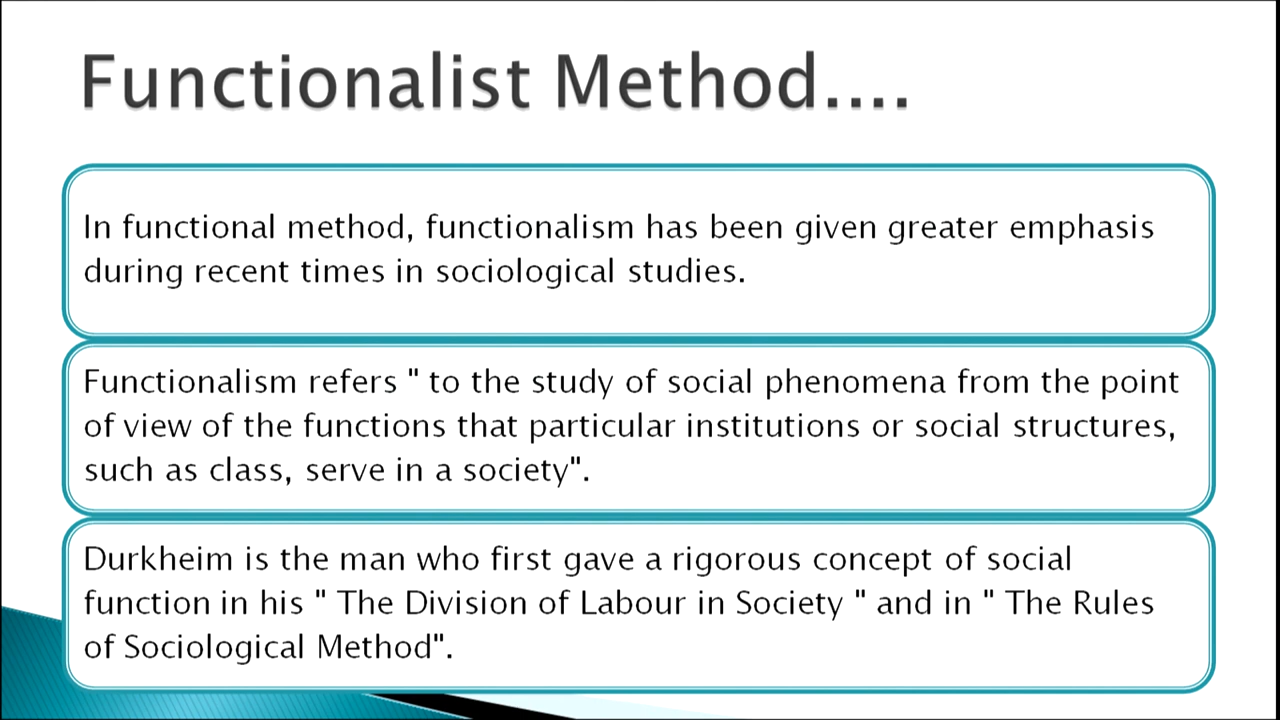 Functionalist Method....
In functional method, functionalism has been given greater emphasis
during recent times in sociological studies.
Functionalism refers " to the study of social phenomena from the point
of view of the functions that particular institutions or social structures,
such as class, serve in a society".
Durkheim is the man who first gave a rigorous concept of social
function in his " The Division of Labour in Society " and in " The Rules
of Sociological Method".